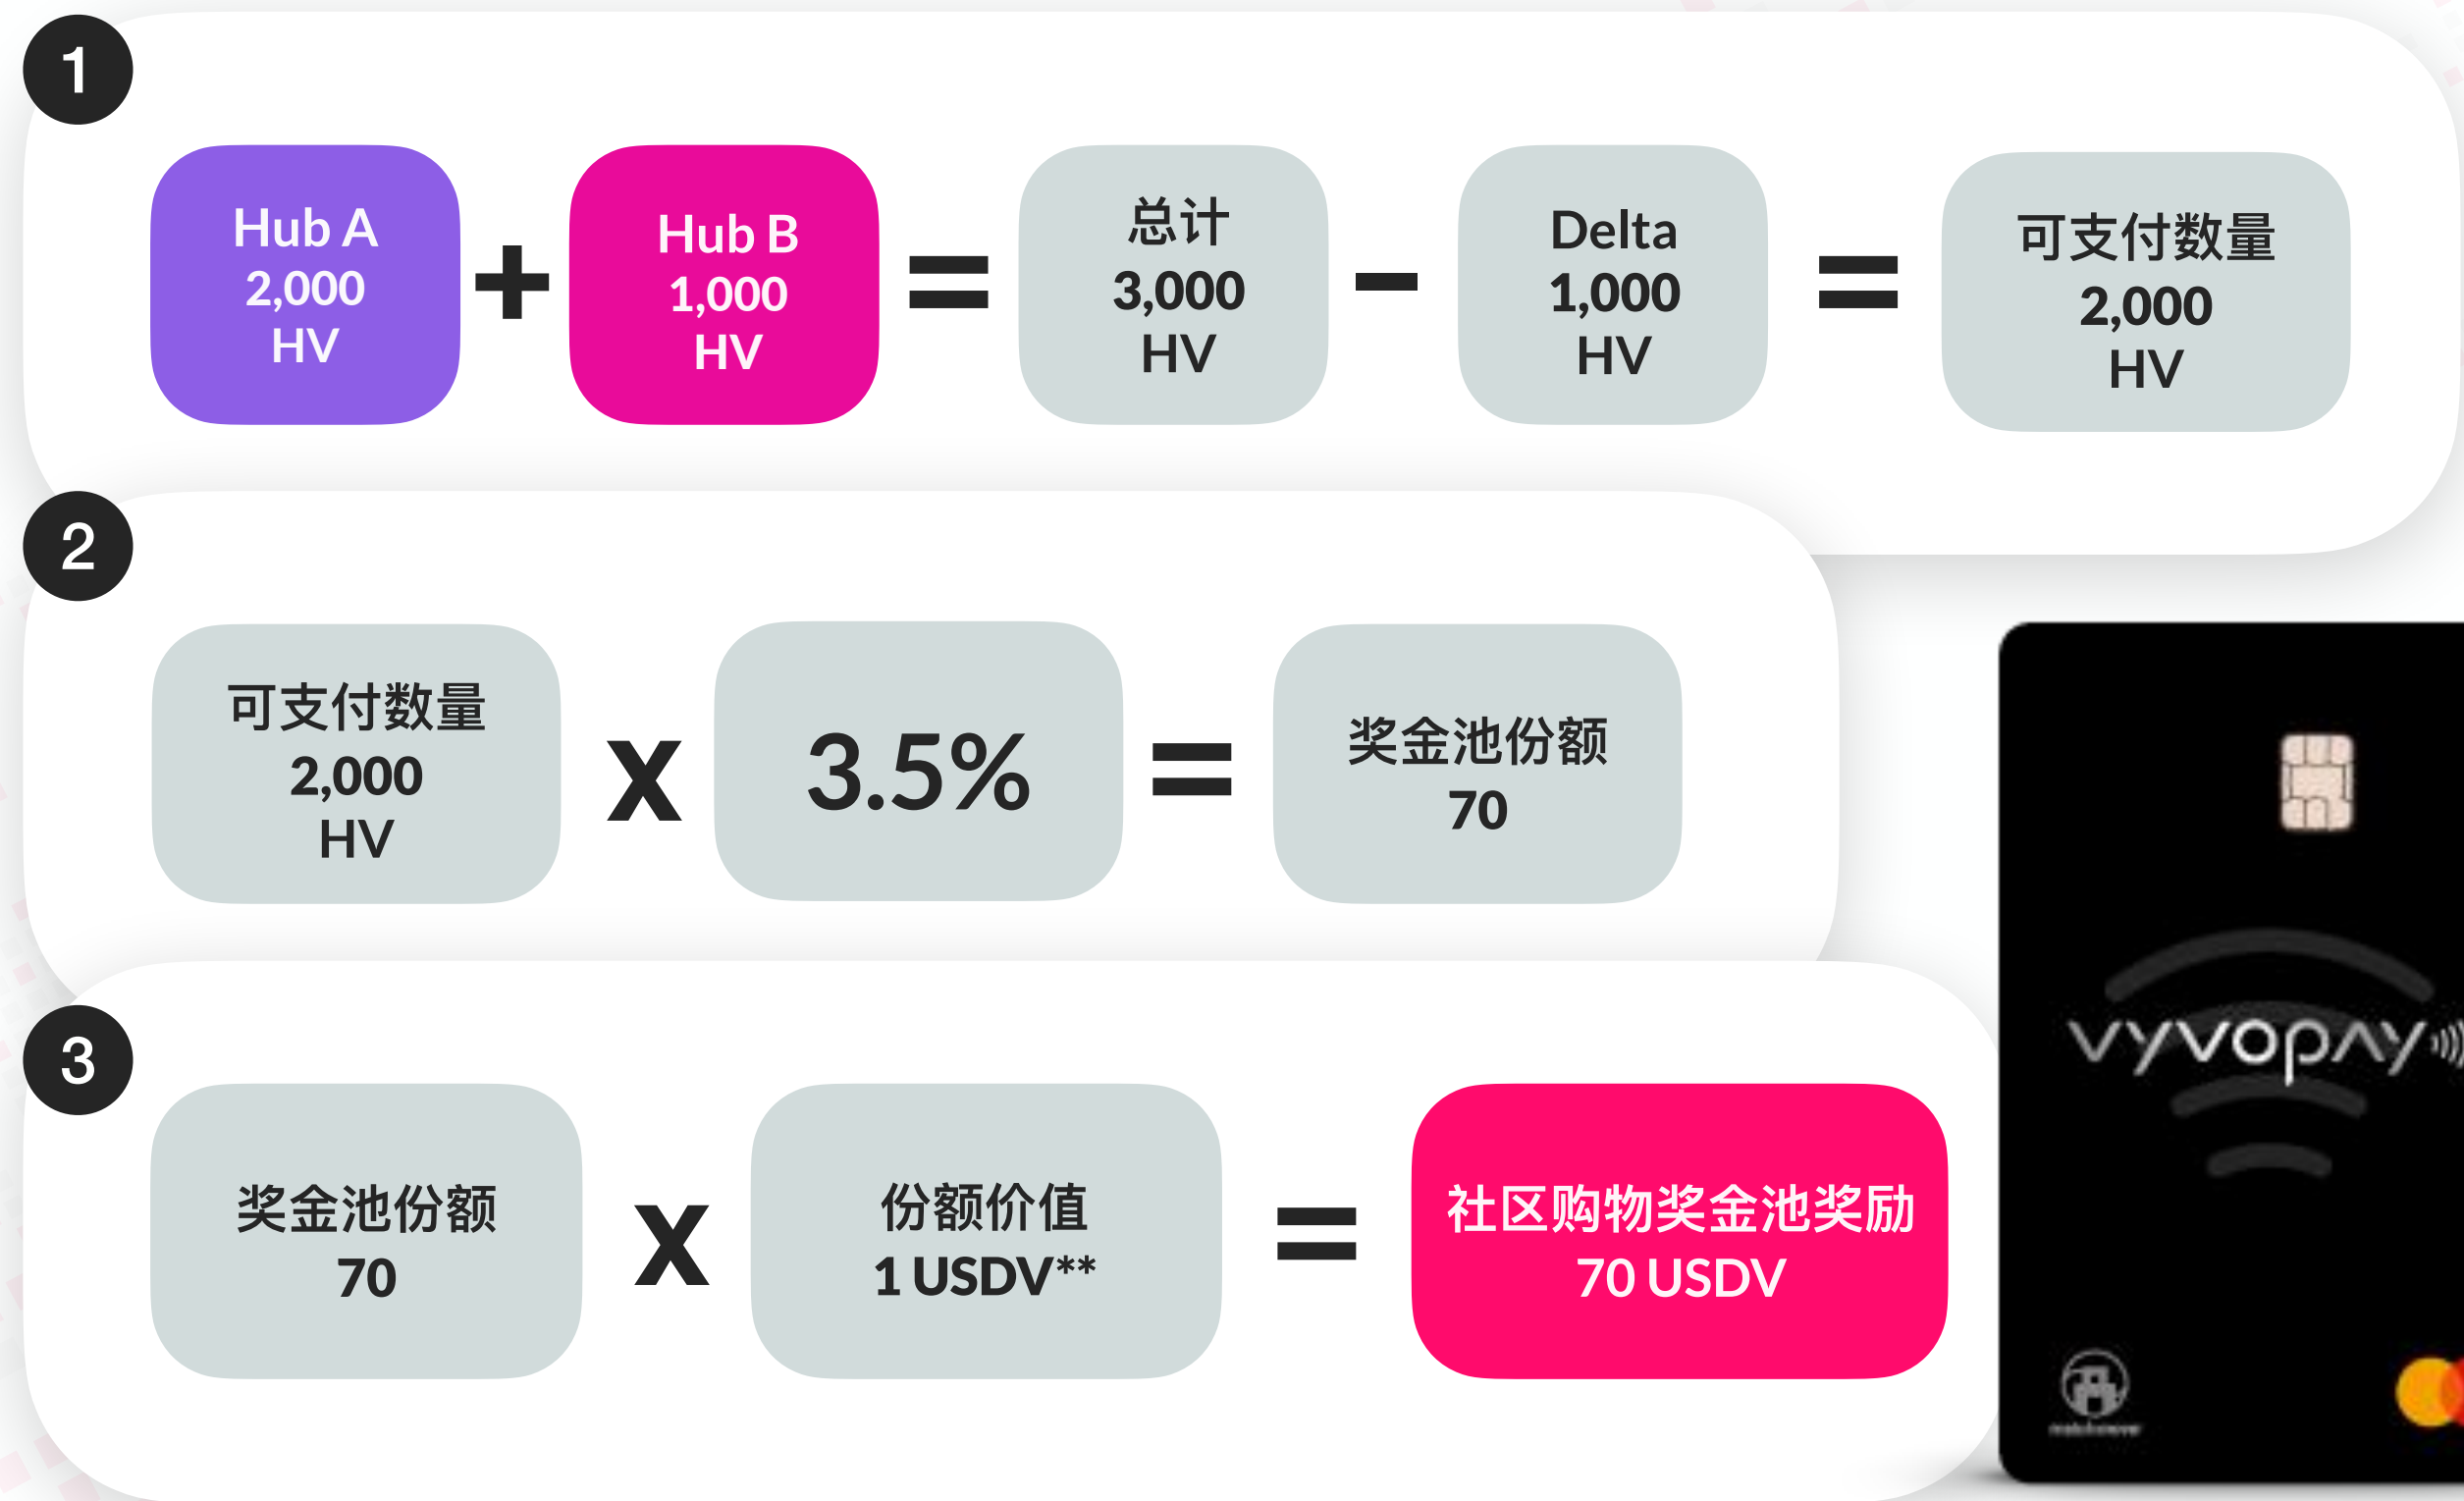 1
Hub A
2,000
HV
+
Hub B
1,000
HV
=
总计
3,000
HV
-
Delta
1,000
HV
=
可支付数量
2,000
HV
2
可支付数量
2,000
HV
x
3.5%
=
奖金池份额
70
3
奖金池份额
70
x
份额价值
1 USDV**
=
社区购物奖金池奖励
70 USDV
vyvopay